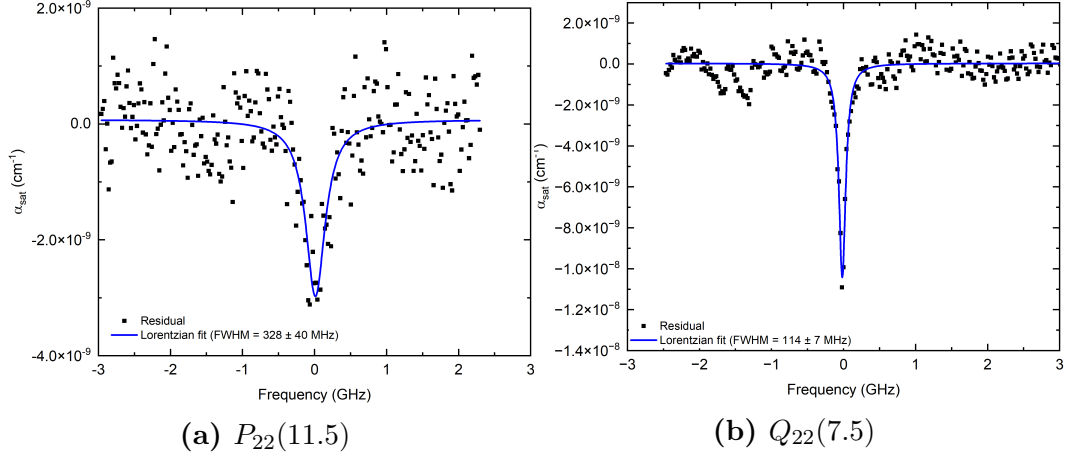 2.0×10⁻⁹
0.0
-2.0×10⁻⁹
-4.0×10⁻⁹
α_sat (cm⁻¹)
Residual
Lorentzian fit (FWHM = 328 ± 40 MHz)
−3 −2 −1 0 1 2 3
Frequency (GHz)
(a) P₂₂(11.5)
2.0×10⁻⁹
0.0
−2.0×10⁻⁹
−4.0×10⁻⁹
−6.0×10⁻⁹
−8.0×10⁻⁹
−1.0×10⁻⁸
−1.2×10⁻⁸
−1.4×10⁻⁸
α_sat (cm⁻¹)
Residual
Lorentzian fit (FWHM = 114 ± 7 MHz)
−3 −2 −1 0 1 2 3
Frequency (GHz)
(b) Q₂₂(7.5)